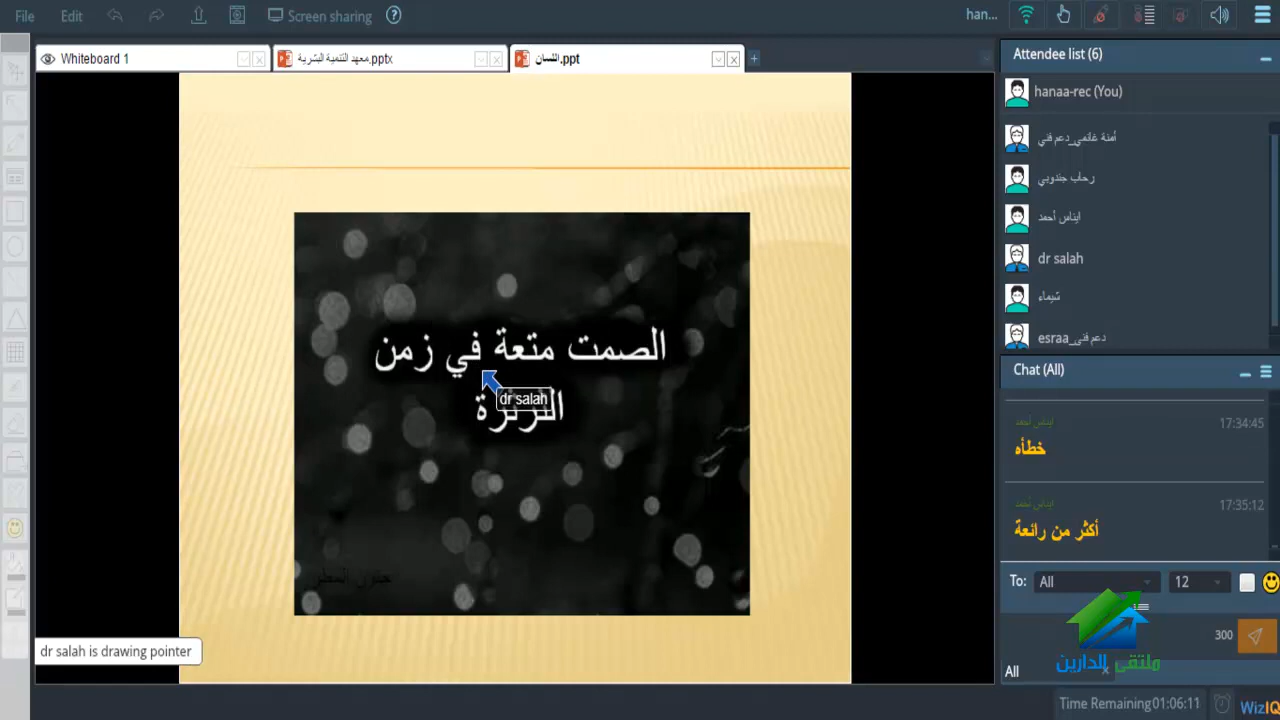 File Edit Screen sharing ? han...
Whiteboard 1
معهد التنمية البشرية.pptx
اللسان.ppt
Attendee list (6)
hanaa-rec (You)
أمنة غانمي_دعم فني
رحاب جندوبي
ايناس أحمد
dr salah
شيماء
esraa_دعم فنى
الصمت متعة في زمن
الثرثرة
dr salah
Chat (All)
ايناس أحمد 17:34:45
خطأه
ايناس أحمد 17:35:12
أكثر من رائعة
To: All 12
300
ملتقى الدارين
All
dr salah is drawing pointer
Time Remaining 01:06:11
WizIQ